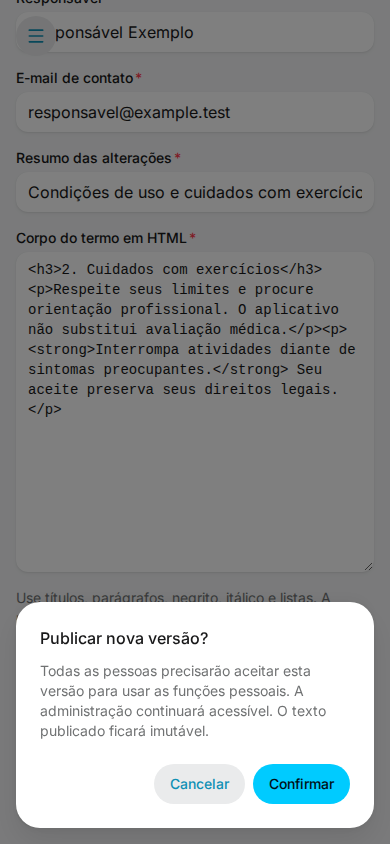 ponsável Exemplo
E-mail de contato*
responsavel@example.test
Resumo das alterações*
Condições de uso e cuidados com exercíci
Corpo do termo em HTML*
<h3>2. Cuidados com exercícios</h3>
<p>Respeite seus limites e procure
orientação profissional. O aplicativo
não substitui avaliação médica.</p><p>
<strong>Interrompa atividades diante de
sintomas preocupantes.</strong> Seu
aceite preserva seus direitos legais.
</p>
Use títulos, parágrafos, negrito, itálico e listas. A
Publicar nova versão?
Todas as pessoas precisarão aceitar esta
versão para usar as funções pessoais. A
administração continuará acessível. O texto
publicado ficará imutável.
Cancelar
Confirmar